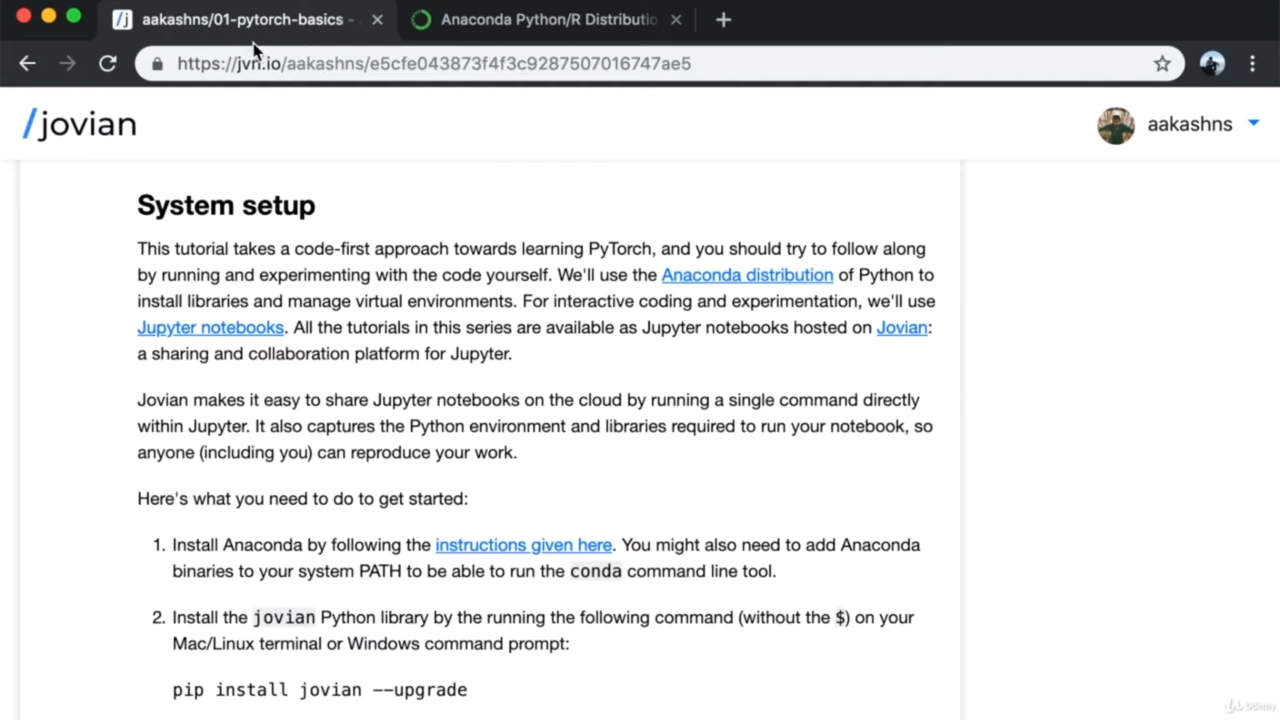 aakashns/01-pytorch-basics -
Anaconda Python/R Distributio
https://jvn.io/aakashns/e5cfe043873f4f3c9287507016747ae5
/jovian
aakashns
System setup
This tutorial takes a code-first approach towards learning PyTorch, and you should try to follow along
by running and experimenting with the code yourself. We'll use the Anaconda distribution of Python to
install libraries and manage virtual environments. For interactive coding and experimentation, we'll use
Jupyter notebooks. All the tutorials in this series are available as Jupyter notebooks hosted on Jovian:
a sharing and collaboration platform for Jupyter.
Jovian makes it easy to share Jupyter notebooks on the cloud by running a single command directly
within Jupyter. It also captures the Python environment and libraries required to run your notebook, so
anyone (including you) can reproduce your work.
Here's what you need to do to get started:
1. Install Anaconda by following the instructions given here. You might also need to add Anaconda
binaries to your system PATH to be able to run the conda command line tool.
2. Install the jovian Python library by the running the following command (without the $) on your
Mac/Linux terminal or Windows command prompt:
pip install jovian --upgrade
Udemy